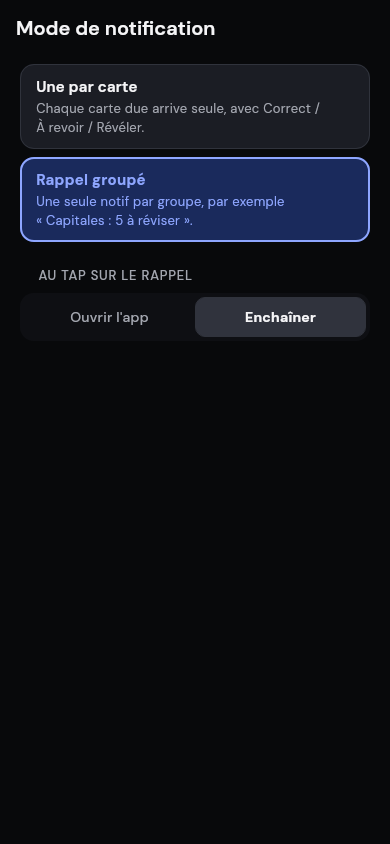 Mode de notification
Une par carte
Chaque carte due arrive seule, avec Correct /
À revoir / Révéler.
Rappel groupé
Une seule notif par groupe, par exemple
« Capitales : 5 à réviser ».
AU TAP SUR LE RAPPEL
Ouvrir l'app
Enchaîner